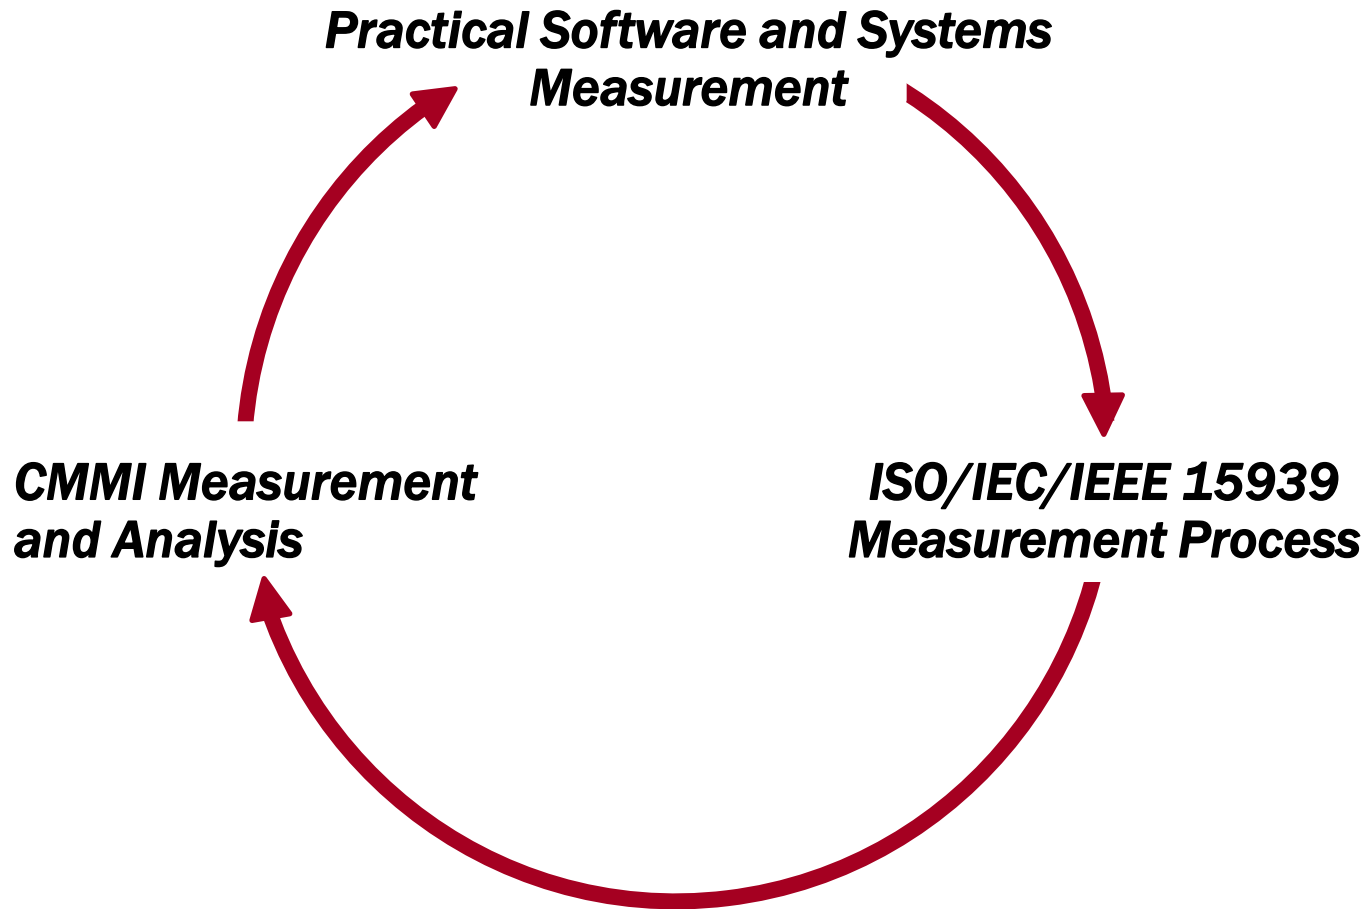 Practical Software and Systems
Measurement
CMMI Measurement
and Analysis
ISO/IEC/IEEE 15939
Measurement Process